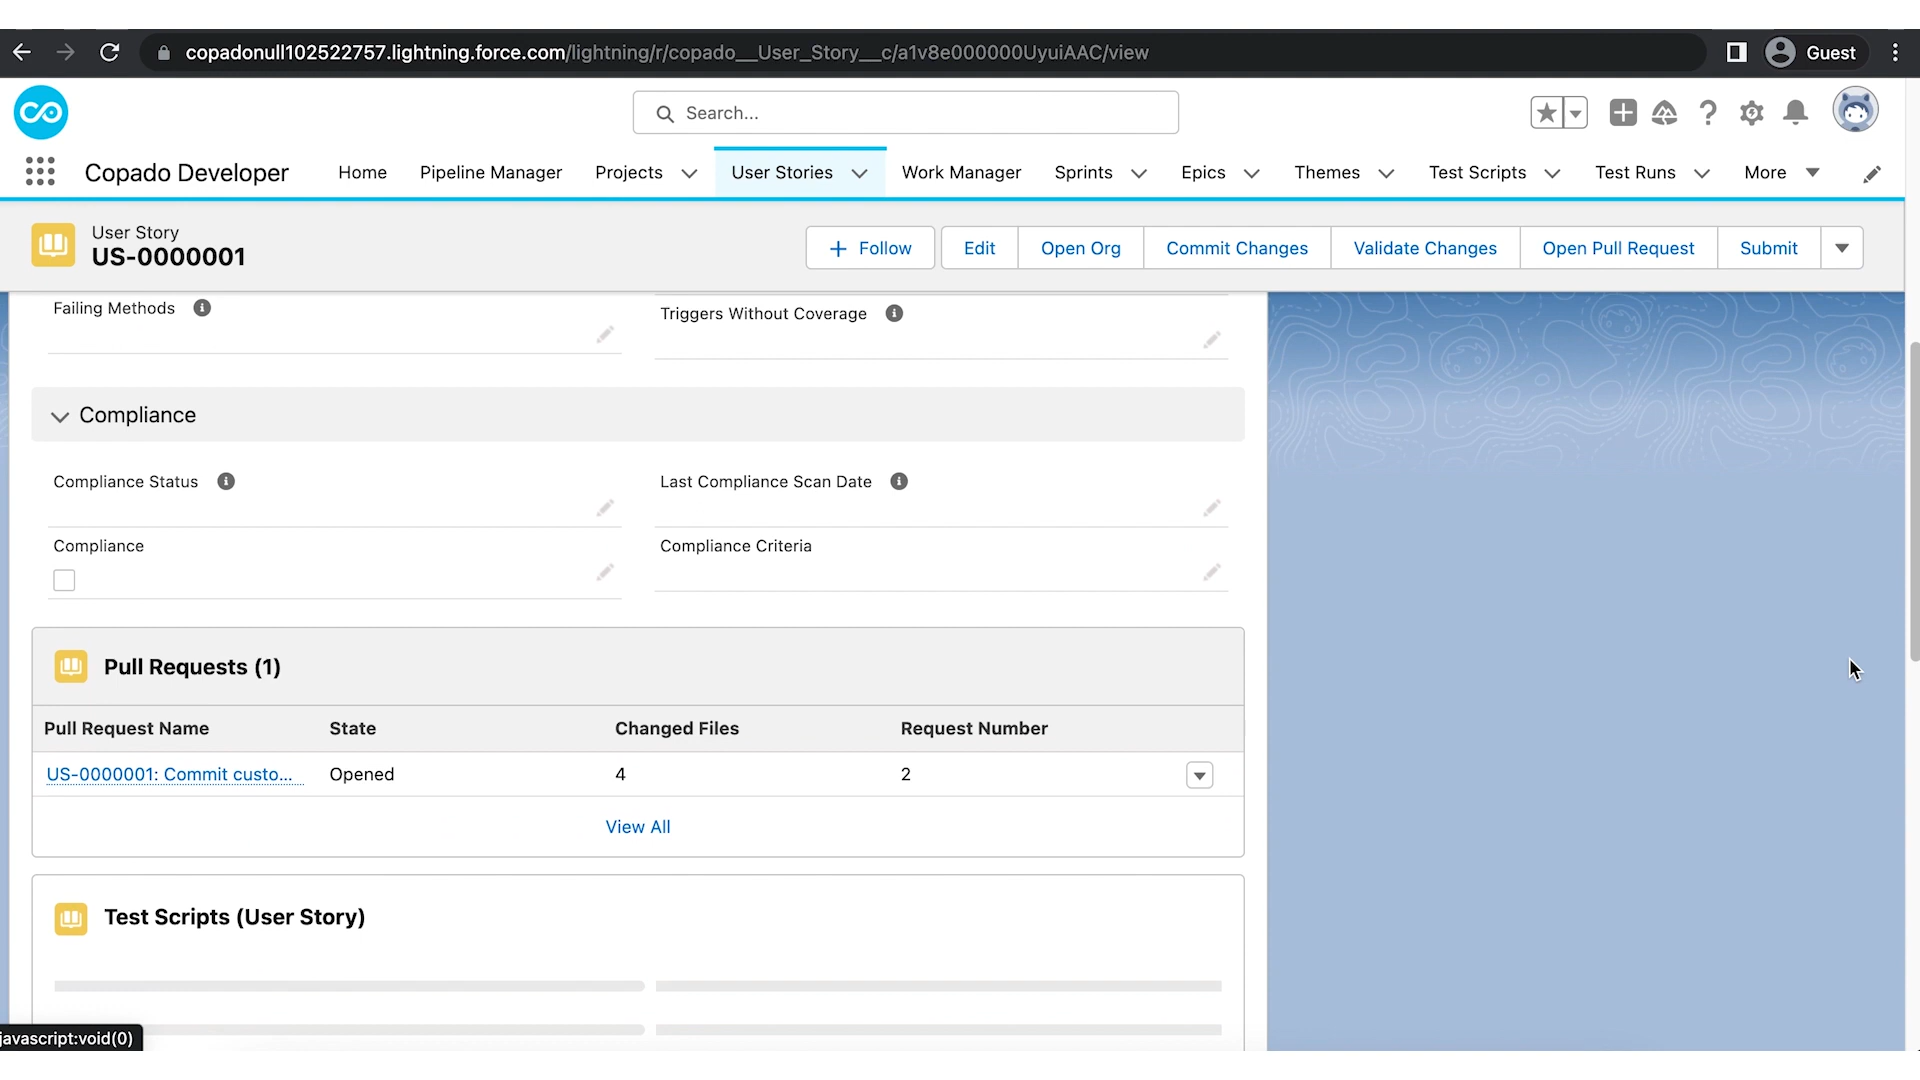 copadonull102522757.lightning.force.com/lightning/r/copado__User_Story__c/a1v8e000000UyuiAAC/view
Guest
Search...
Copado Developer
Home
Pipeline Manager
Projects
User Stories
Work Manager
Sprints
Epics
Themes
Test Scripts
Test Runs
More
User Story
US-0000001
Follow
Edit
Open Org
Commit Changes
Validate Changes
Open Pull Request
Submit
Failing Methods
Triggers Without Coverage
Compliance
Compliance Status
Last Compliance Scan Date
Compliance
Compliance Criteria
Pull Requests (1)
Pull Request Name
State
Changed Files
Request Number
US-0000001: Commit custo...
Opened
4
2
View All
Test Scripts (User Story)
javascript:void(0)